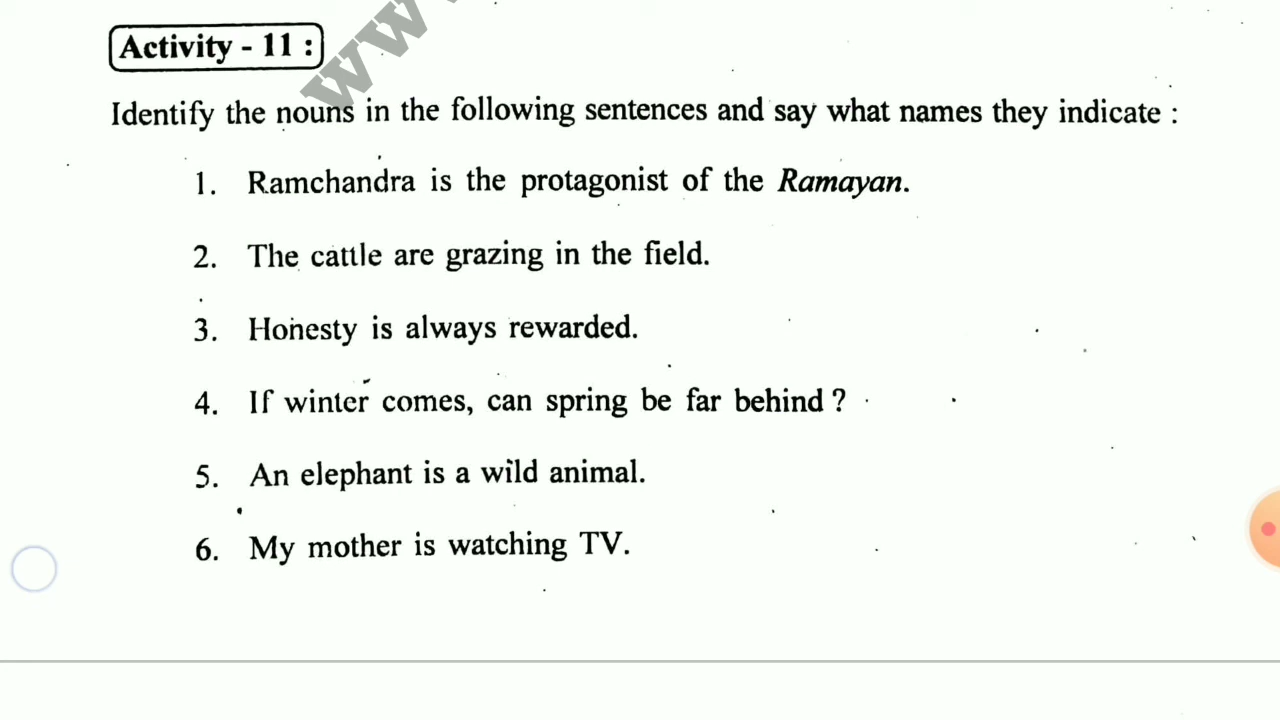 www.
Activity - 11 :
Identify the nouns in the following sentences and say what names they indicate :
1. Ramchandra is the protagonist of the Ramayan.
2. The cattle are grazing in the field.
3. Honesty is always rewarded.
4. If winter comes, can spring be far behind ?
5. An elephant is a wild animal.
6. My mother is watching TV.